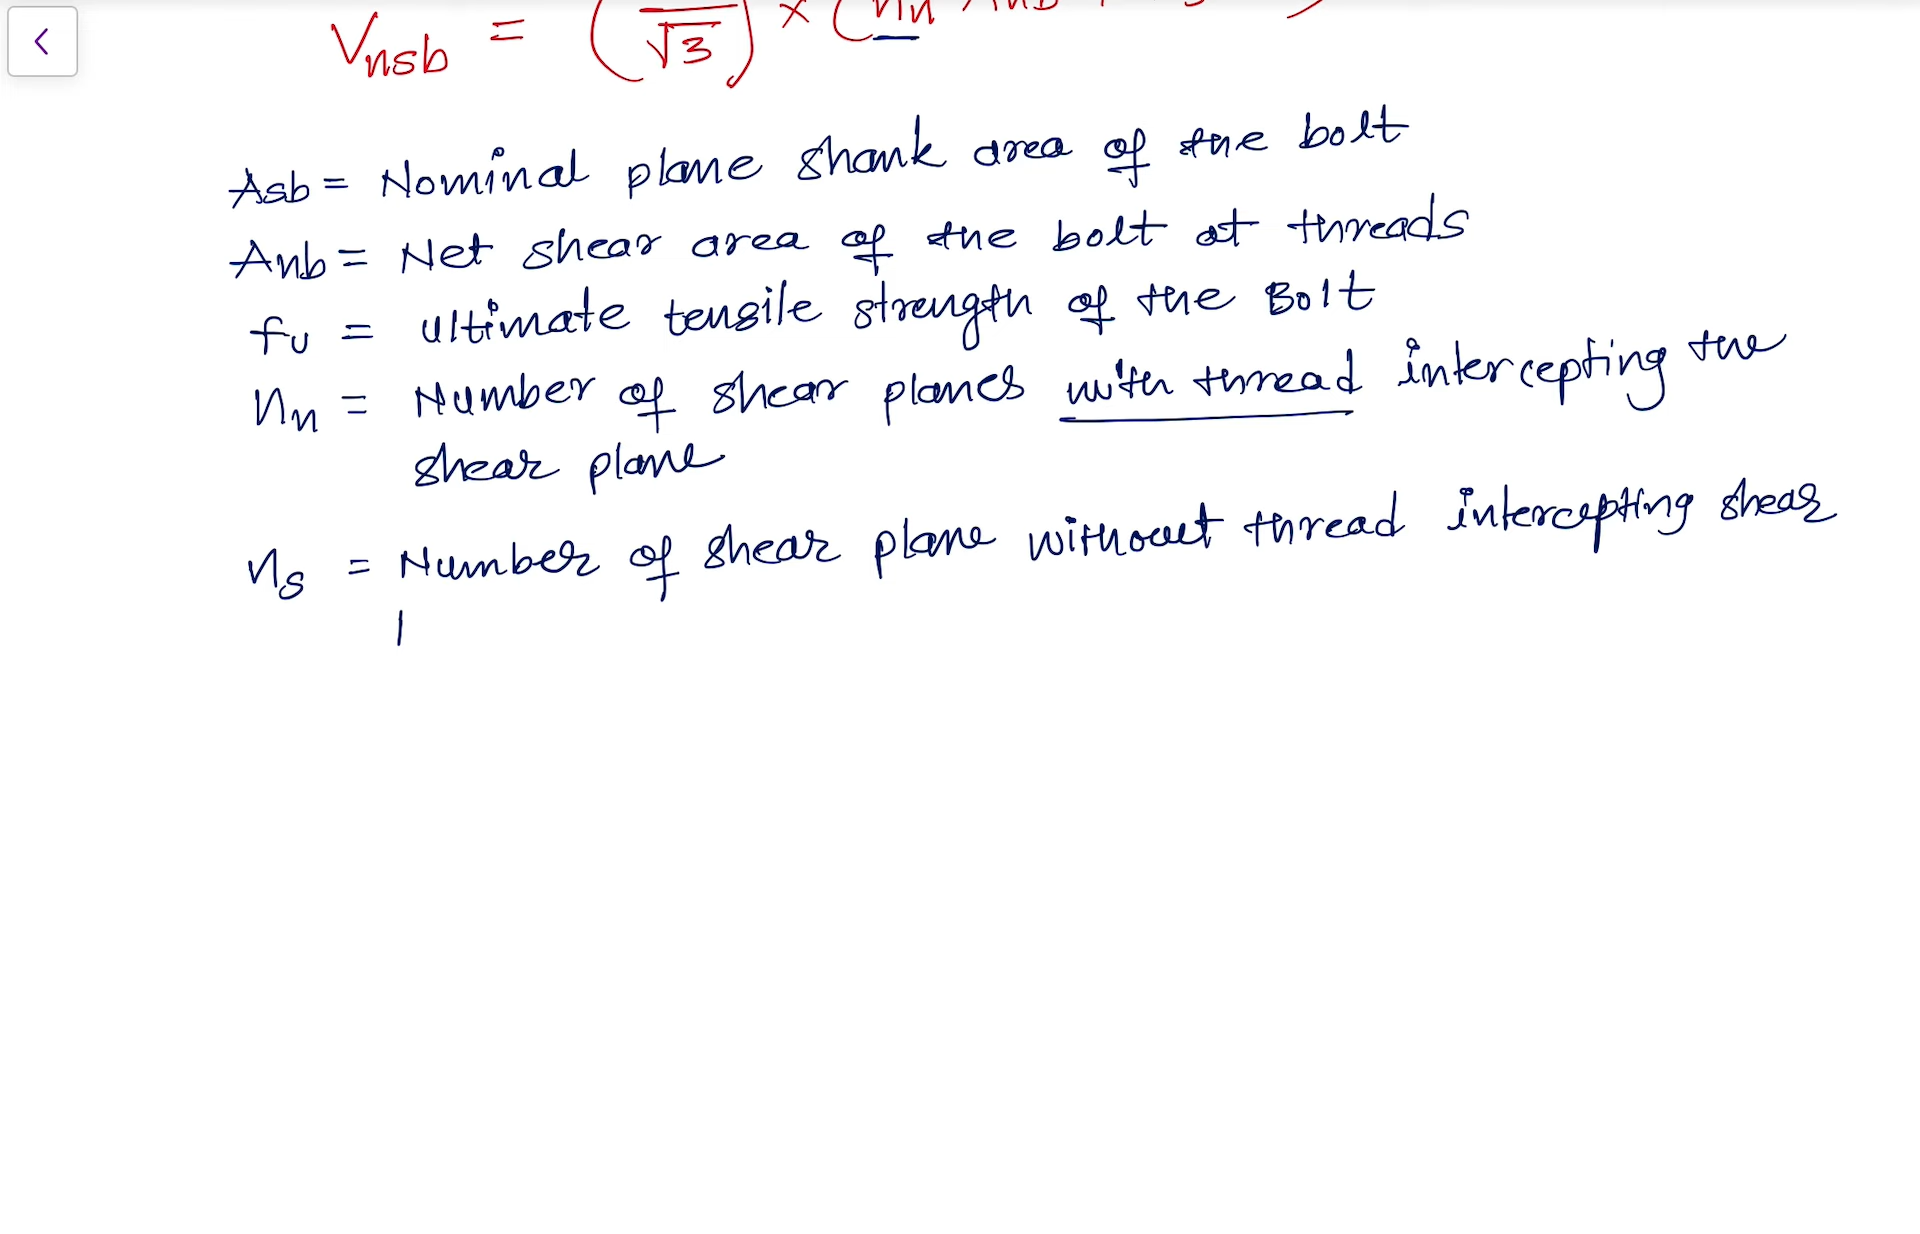 Vnsb = (/√3) × (nn
Asb = Nominal plane shank area of the bolt
Anb = Net shear area of the bolt at threads
fu = ultimate tensile strength of the Bolt
nn = Number of shear planes with thread intercepting the
shear plane
ns = Number of shear plane without thread intercepting shear